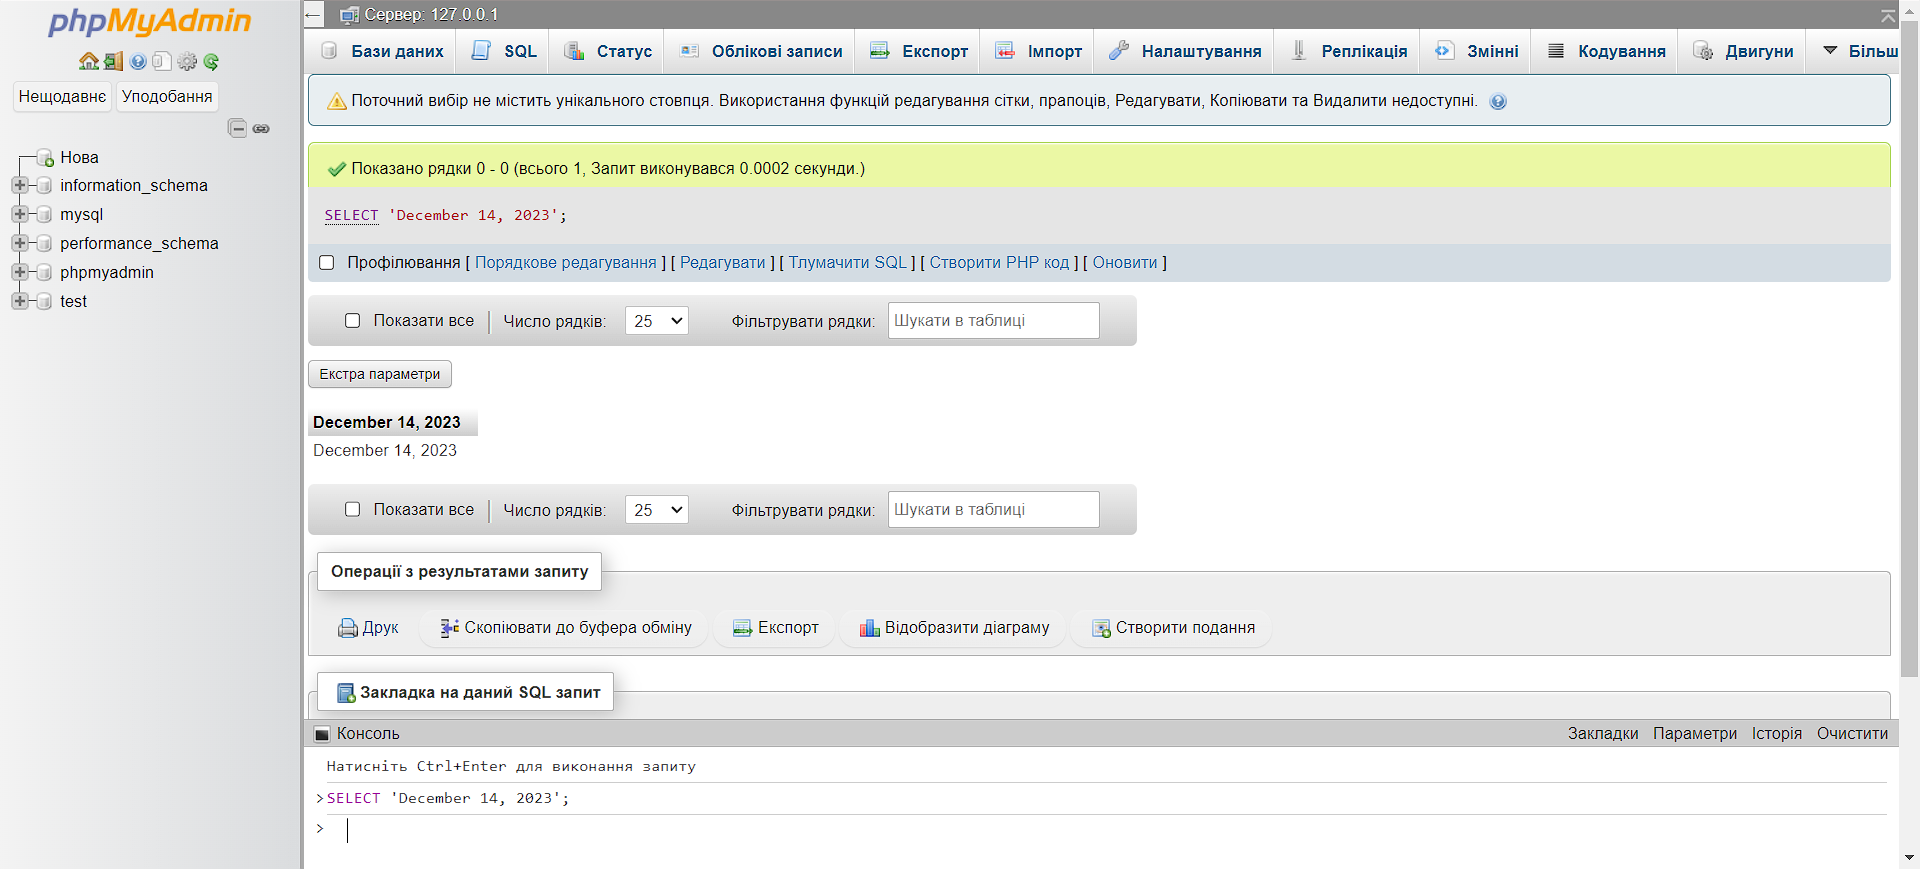 phpMyAdmin
Нещодавнє Уподобання
Нова
information_schema
mysql
performance_schema
phpmyadmin
test
Сервер: 127.0.0.1
Бази даних SQL Статус Облікові записи Експорт Імпорт Налаштування Реплікація Змінні Кодування Двигуни Більш
Поточний вибір не містить унікального стовпця. Використання функцій редагування сітки, прапоців, Редагувати, Копіювати та Видалити недоступні.
Показано рядки 0 - 0 (всього 1, Запит виконувався 0.0002 секунди.)
SELECT 'December 14, 2023';
Профілювання [ Порядкове редагування ] [ Редагувати ] [ Тлумачити SQL ] [ Створити PHP код ] [ Оновити ]
Показати все Число рядків: 25 Фільтрувати рядки: Шукати в таблиці
Екстра параметри
December 14, 2023
December 14, 2023
Показати все Число рядків: 25 Фільтрувати рядки: Шукати в таблиці
Операції з результатами запиту
Друк Скопіювати до буфера обміну Експорт Відобразити діаграму Створити подання
Закладка на даний SQL запит
Консоль Закладки Параметри Історія Очистити
Натисніть Ctrl+Enter для виконання запиту
>SELECT 'December 14, 2023';
>